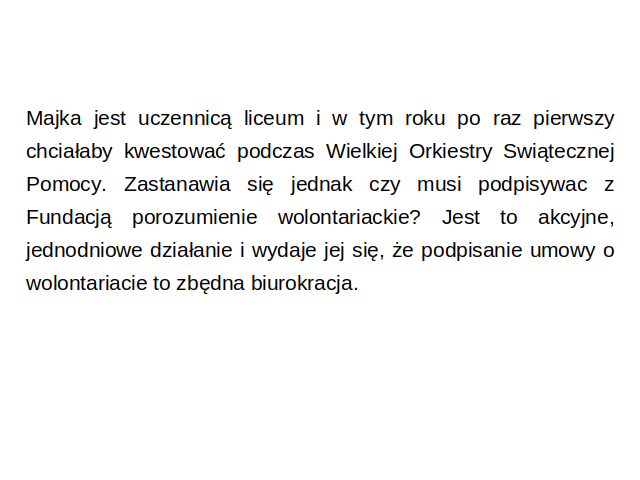 Majka jest uczennicą liceum i w tym roku po raz pierwszy
chciałaby kwestować podczas Wielkiej Orkiestry Swiątecznej
Pomocy. Zastanawia się jednak czy musi podpisywac z
Fundacją porozumienie wolontariackie? Jest to akcyjne,
jednodniowe działanie i wydaje jej się, że podpisanie umowy o
wolontariacie to zbędna biurokracja.